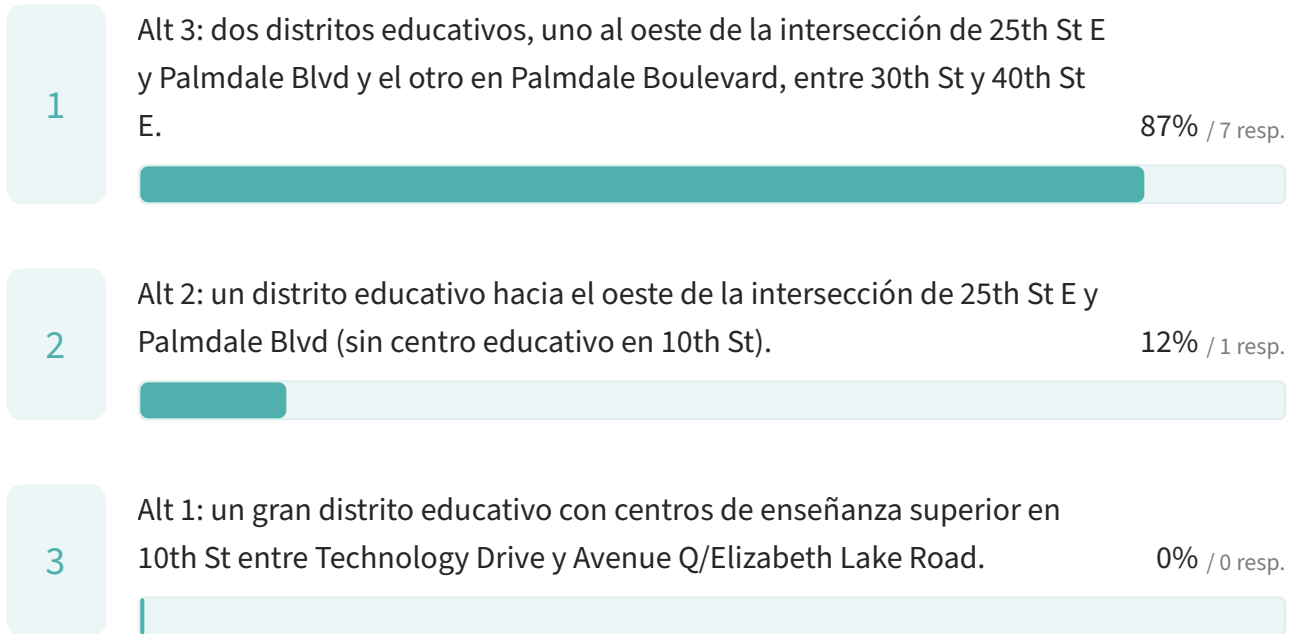 1
Alt 3: dos distritos educativos, uno al oeste de la intersección de 25th St E
y Palmdale Blvd y el otro en Palmdale Boulevard, entre 30th St y 40th St
E.
87% / 7 resp.
2
Alt 2: un distrito educativo hacia el oeste de la intersección de 25th St E y
Palmdale Blvd (sin centro educativo en 10th St).
12% / 1 resp.
3
Alt 1: un gran distrito educativo con centros de enseñanza superior en
10th St entre Technology Drive y Avenue Q/Elizabeth Lake Road.
0% / 0 resp.